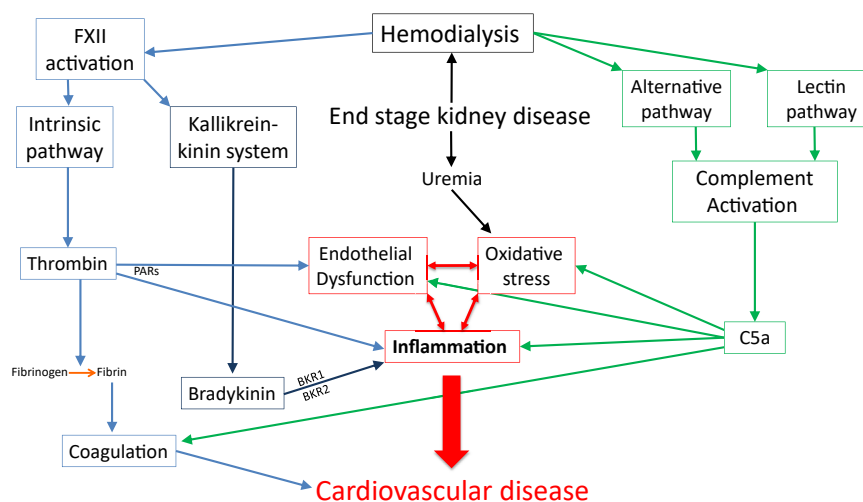 FXII
activation
Hemodialysis
Alternative
pathway
Lectin
pathway
Intrinsic
pathway
Kallikrein-
kinin system
End stage kidney disease
Uremia
Complement
Activation
Thrombin
PARs
Endothelial
Dysfunction
Oxidative
stress
Inflammation
C5a
Fibrinogen
Fibrin
Bradykinin
BKR1
BKR2
Coagulation
Cardiovascular disease